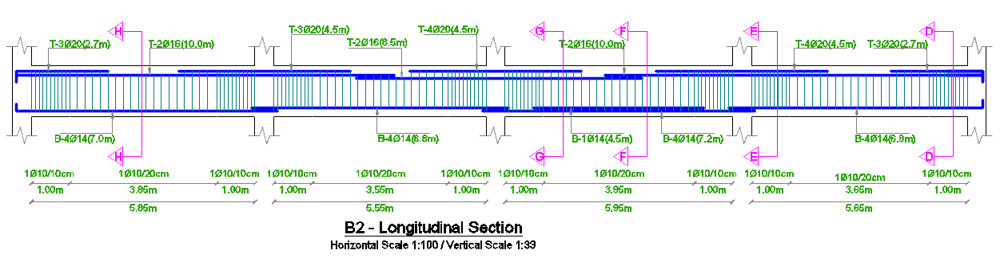 T-3Ø20(4.5m) T-4Ø20(4.5m)
H G F E D
T-3Ø20(2.7m) T-2Ø16(10.0m) T-2Ø16(6.5m) T-2Ø16(10.0m) T-4Ø20(4.5m) T-3Ø20(2.7m)
B-4Ø14(7.0m) B-4Ø14(6.8m) B-1Ø14(4.5m) B-4Ø14(7.2m) B-4Ø14(6.8m)
H G F E D
1Ø10/10cm 1Ø10/20cm 1Ø10/10cm 1Ø10/10cm 1Ø10/20cm 1Ø10/10cm 1Ø10/10cm 1Ø10/20cm 1Ø10/10cm 1Ø10/10cm 1Ø10/20cm 1Ø10/10cm
1.00m 3.85m 1.00m 1.00m 3.55m 1.00m 1.00m 3.95m 1.00m 1.00m 3.65m 1.00m
5.85m 5.55m 5.95m 5.65m
B2 - Longitudinal Section
Horizontal Scale 1:100 / Vertical Scale 1:33